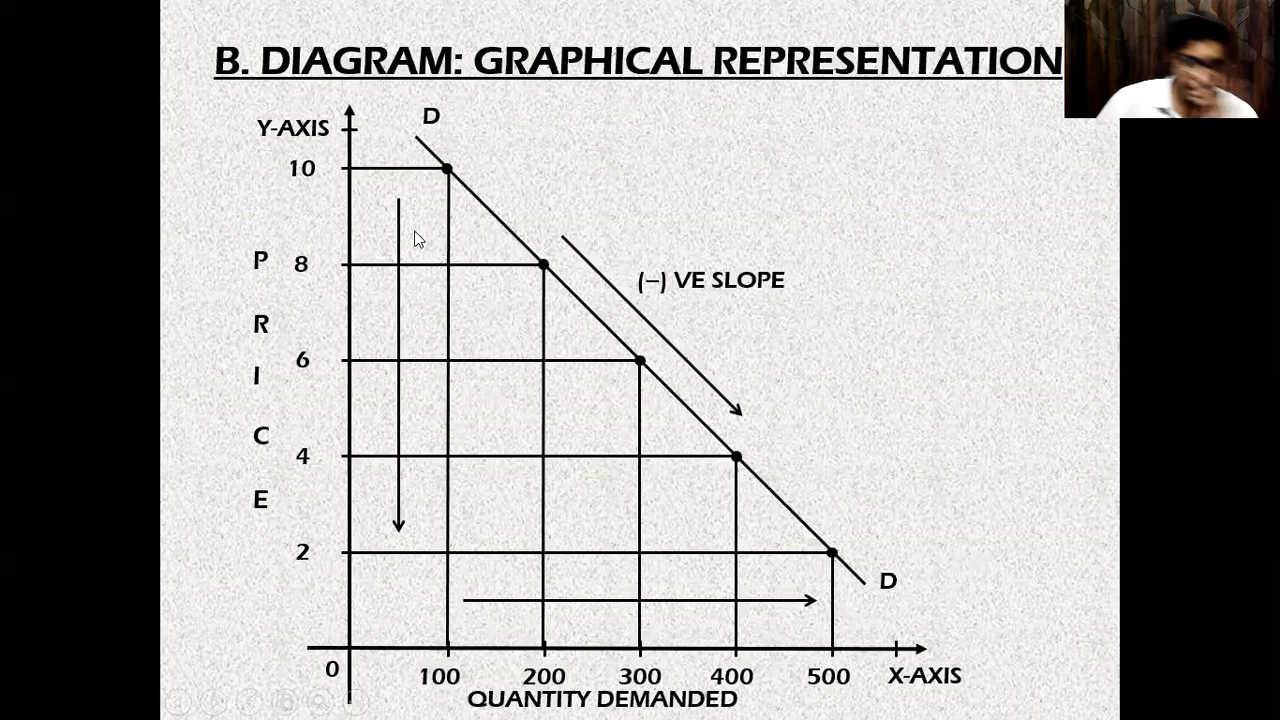 B. DIAGRAM: GRAPHICAL REPRESENTATION
D
Y-AXIS
10
P
8
(–) VE SLOPE
R
6
I
C
4
E
2
D
0
100 200 300 400 500 X-AXIS
QUANTITY DEMANDED